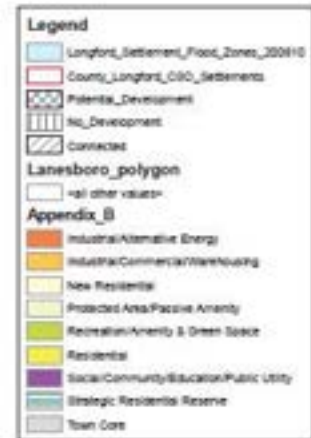 Legend
Longford_Settlement_Flood_Zones_200910
County_Longford_CSO_Settlements
Potential_Development
No_Development
Connected
Lanesboro_polygon
<all other values>
Appendix_B
Industrial/Alternative Energy
Industrial/Commercial/Warehousing
New Residential
Protected Area/Passive Amenity
Recreation/Amenity & Green Space
Residential
Social/Community/Education/Public Utility
Strategic Residential Reserve
Town Core